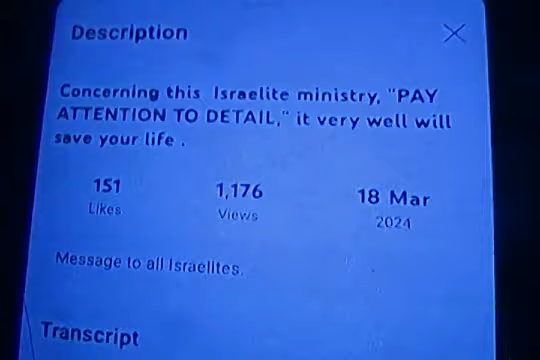 Description
Concerning this Israelite ministry, "PAY
ATTENTION TO DETAIL," it very well will
save your life .
151 1,176 18 Mar
Likes Views 2024
Message to all Israelites.
Transcript